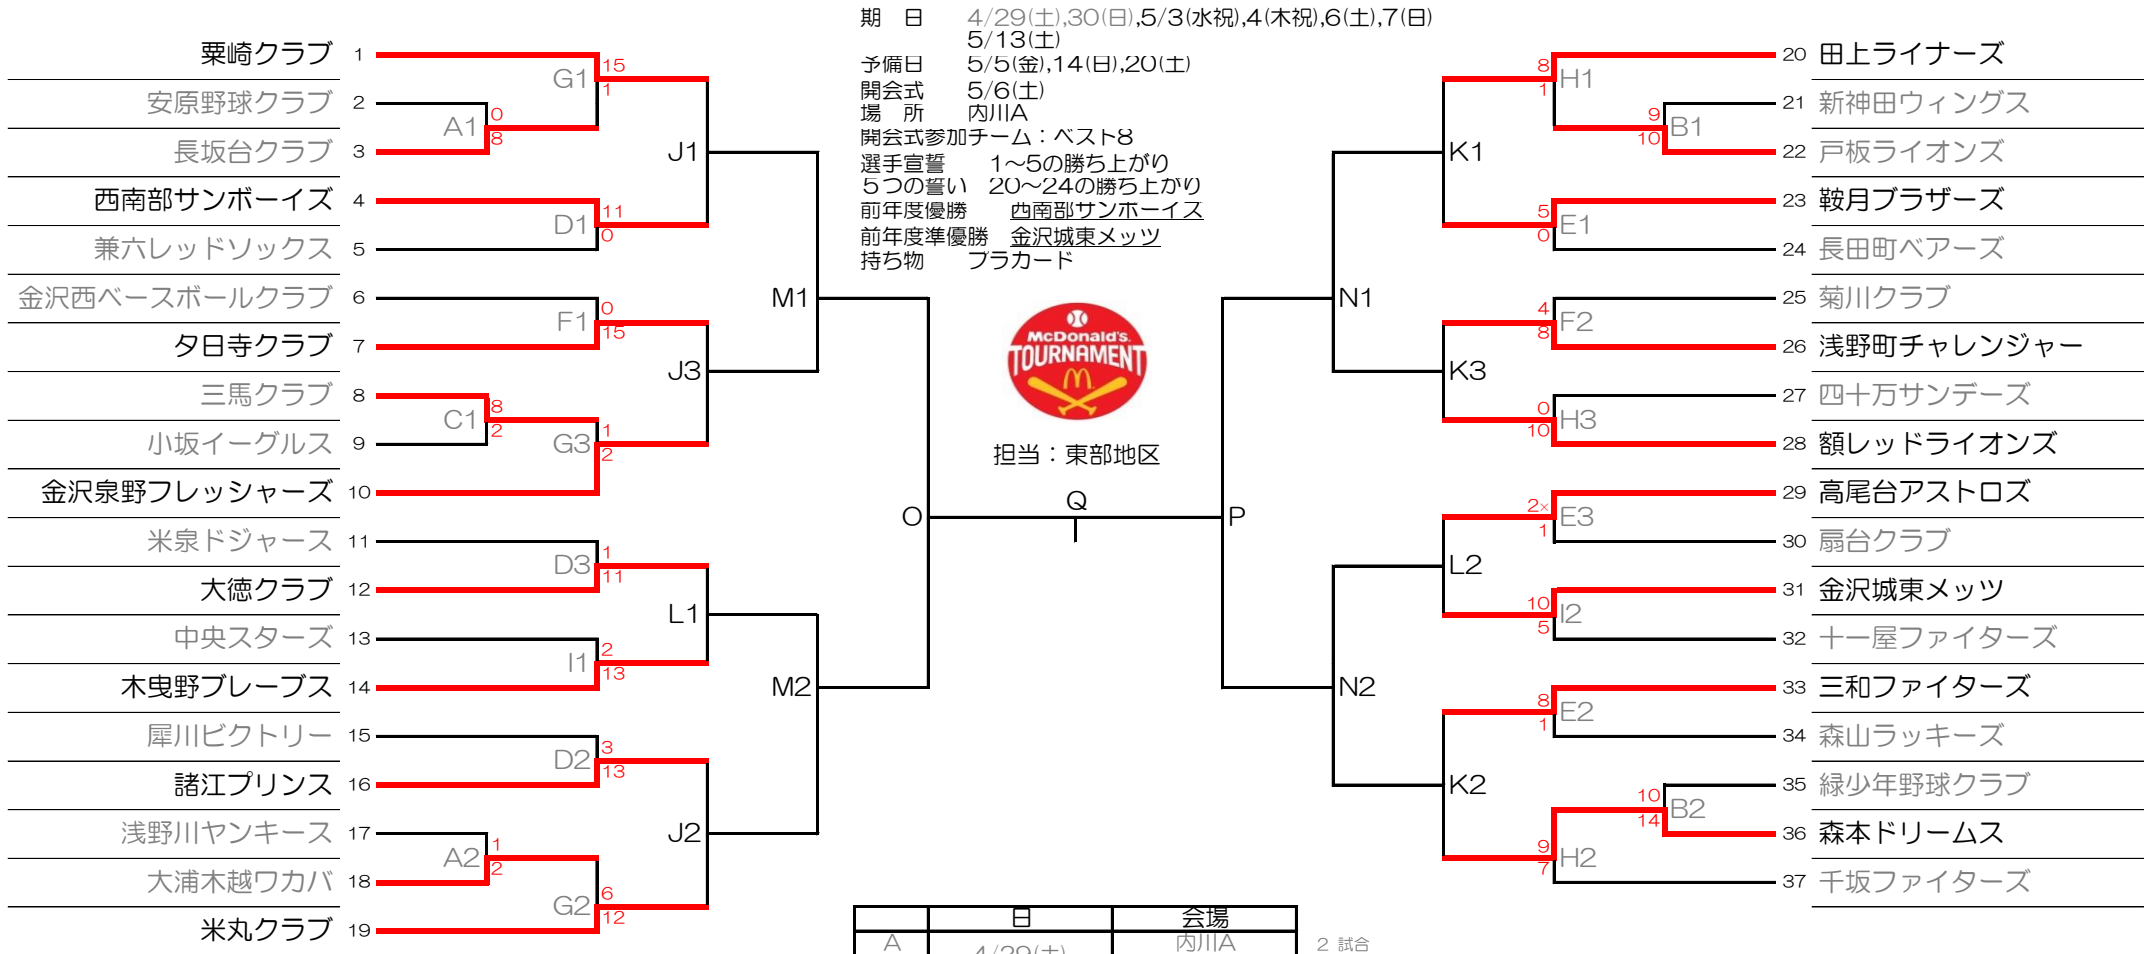 期　日　4/29(土),30(日),5/3(水祝),4(木祝),6(土),7(日)
5/13(土)
予備日　5/5(金),14(日),20(土)
開会式　5/6(土)
場　所　内川A
開会式参加チーム：ベスト8
選手宣誓　1～5の勝ち上がり
5つの誓い　20～24の勝ち上がり
前年度優勝　西南部サンボーイズ
前年度準優勝　金沢城東メッツ
持ち物　プラカード
McDonald's
TOURNAMENT
担当：東部地区
粟崎クラブ 1
安原野球クラブ 2
長坂台クラブ 3
西南部サンボーイズ 4
兼六レッドソックス 5
金沢西ベースボールクラブ 6
夕日寺クラブ 7
三馬クラブ 8
小坂イーグルス 9
金沢泉野フレッシャーズ 10
米泉ドジャース 11
大徳クラブ 12
中央スターズ 13
木曳野ブレーブス 14
犀川ビクトリー 15
諸江プリンス 16
浅野川ヤンキース 17
大浦木越ワカバ 18
米丸クラブ 19
A1 0 8
G1 15 1
D1 11 0
F1 0 15
C1 8 2
G3 1 2
D3 1 11
I1 2 13
D2 3 13
A2 1 2
G2 6 12
J1
J3
L1
J2
M1
M2
O
Q
P
N1
N2
K1
K3
L2
K2
8 1 H1
9 10 B1
5 0 E1
4 8 F2
0 10 H3
2× 1 E3
10 5 I2
8 1 E2
10 14 B2
9 7 H2
20 田上ライナーズ
21 新神田ウィングス
22 戸板ライオンズ
23 鞍月ブラザーズ
24 長田町ベアーズ
25 菊川クラブ
26 浅野町チャレンジャー
27 四十万サンデーズ
28 額レッドライオンズ
29 高尾台アストロズ
30 扇台クラブ
31 金沢城東メッツ
32 十一屋ファイターズ
33 三和ファイターズ
34 森山ラッキーズ
35 緑少年野球クラブ
36 森本ドリームス
37 千坂ファイターズ
日 会場
A 4/29(土) 内川A 2 試合